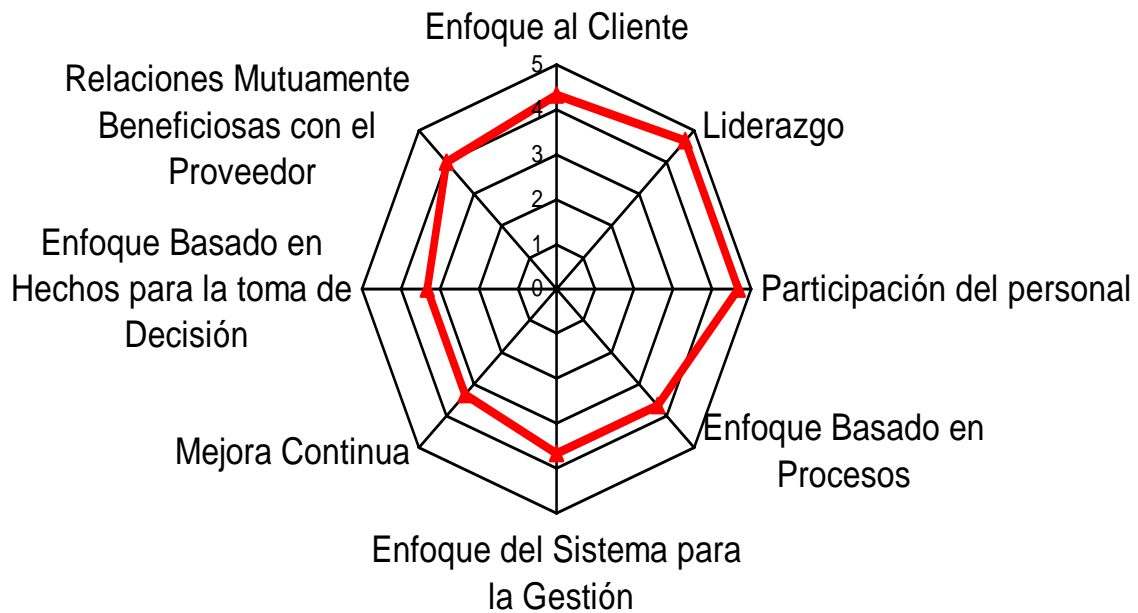 Enfoque al Cliente
Relaciones Mutuamente
Beneficiosas con el
Proveedor
5
4
3
2
1
0
Liderazgo
Enfoque Basado en
Hechos para la toma de
Decisión
Participación del personal
Mejora Continua
Enfoque Basado en
Procesos
Enfoque del Sistema para
la Gestión